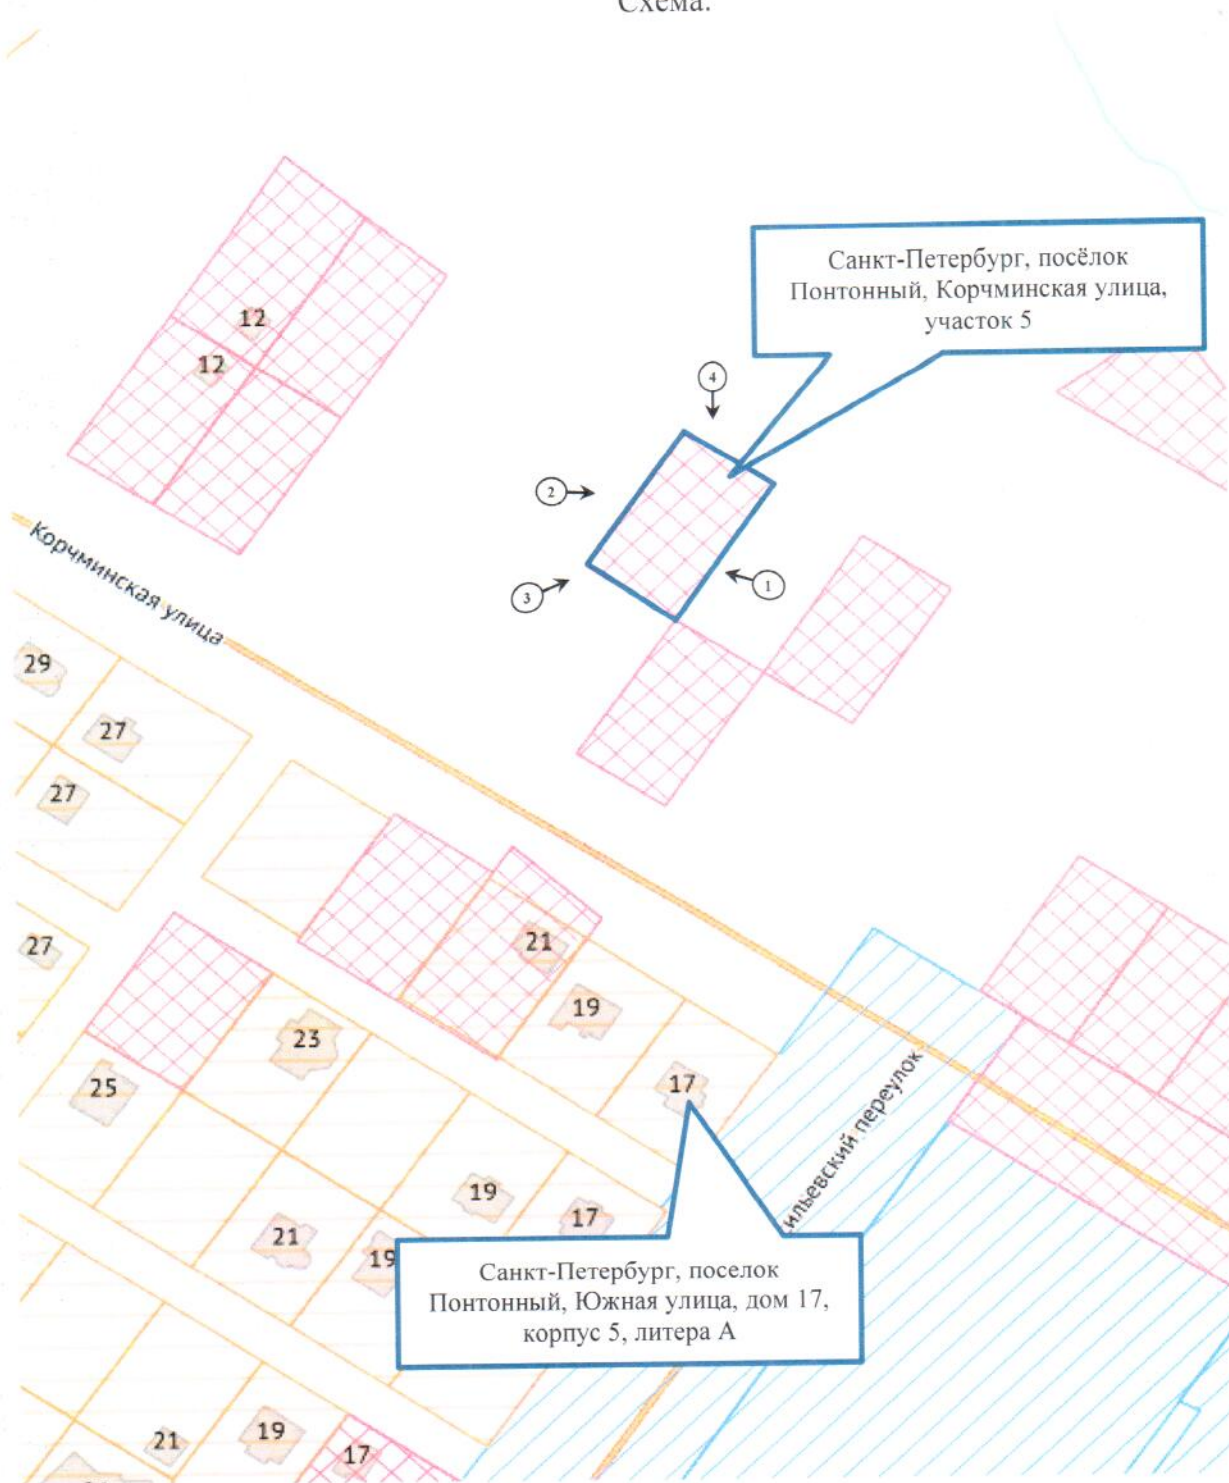 Схема.
Санкт-Петербург, посёлок
Понтонный, Корчминская улица,
участок 5
12
12
4
2
3
1
Корчминская улица
29
27
27
27
21
19
23
17
25
19
17
21
19
Санкт-Петербург, поселок
Понтонный, Южная улица, дом 17,
корпус 5, литера А
переулок
21
19
17